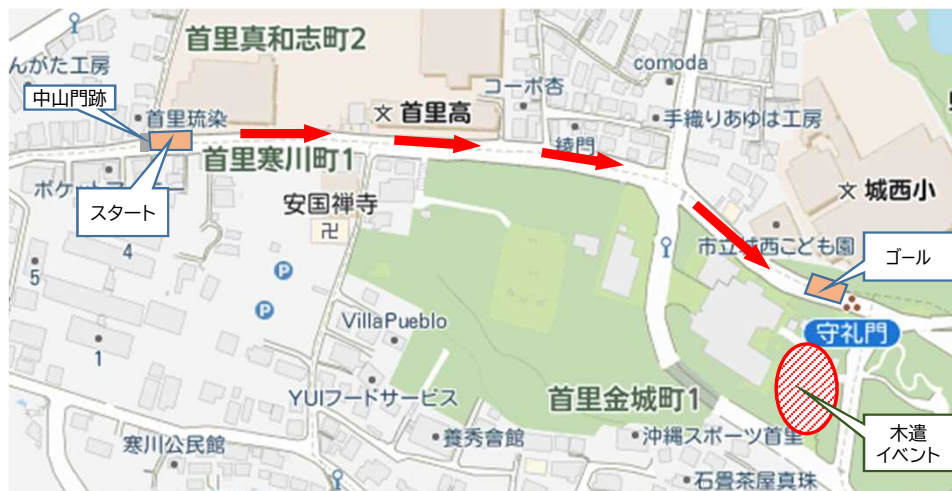 首里真和志町2
んがた工房
中山門跡
首里琉染
文 首里高
コーポ杏
comoda
手織りあゆは工房
綾門
首里寒川町1
スタート
安国禅寺
卍
文 城西小
市立城西こども園
ゴール
4
5
1
P
P
VillaPueblo
守礼門
YUIフードサービス
首里金城町1
養秀會館
沖縄スポーツ首里
寒川公民館
石畳茶屋真珠
木遣
イベント